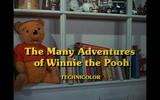 The Many Adventures
of Winnie the Pooh
TECHNICOLOR